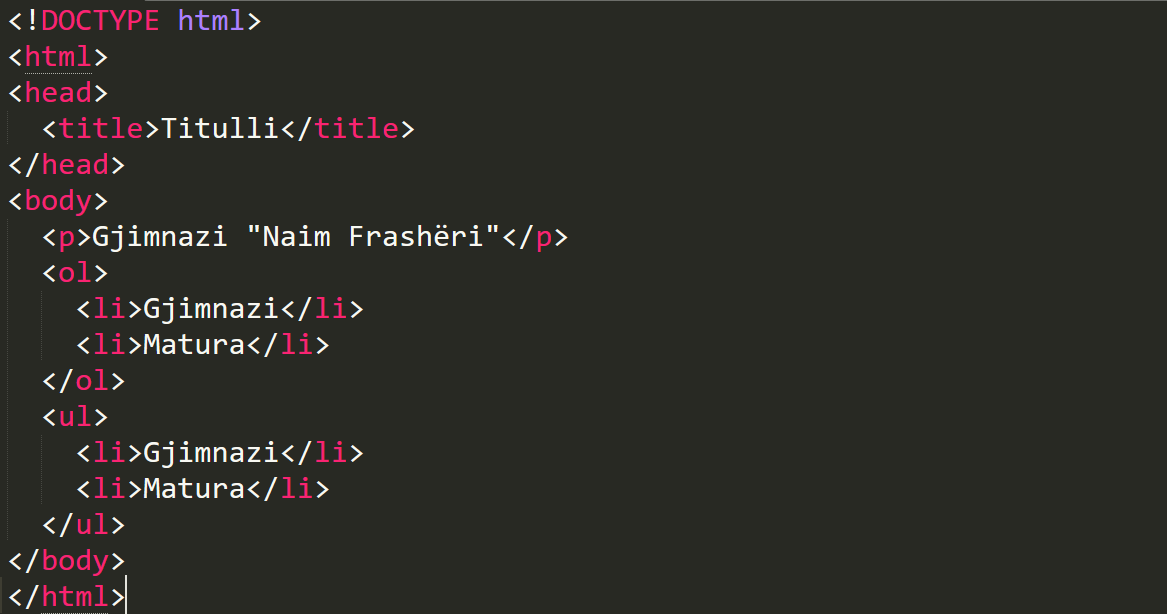 <!DOCTYPE html>
<html>
<head>
  <title>Titulli</title>
</head>
<body>
  <p>Gjimnazi "Naim Frashëri"</p>
  <ol>
    <li>Gjimnazi</li>
    <li>Matura</li>
  </ol>
  <ul>
    <li>Gjimnazi</li>
    <li>Matura</li>
  </ul>
</body>
</html>